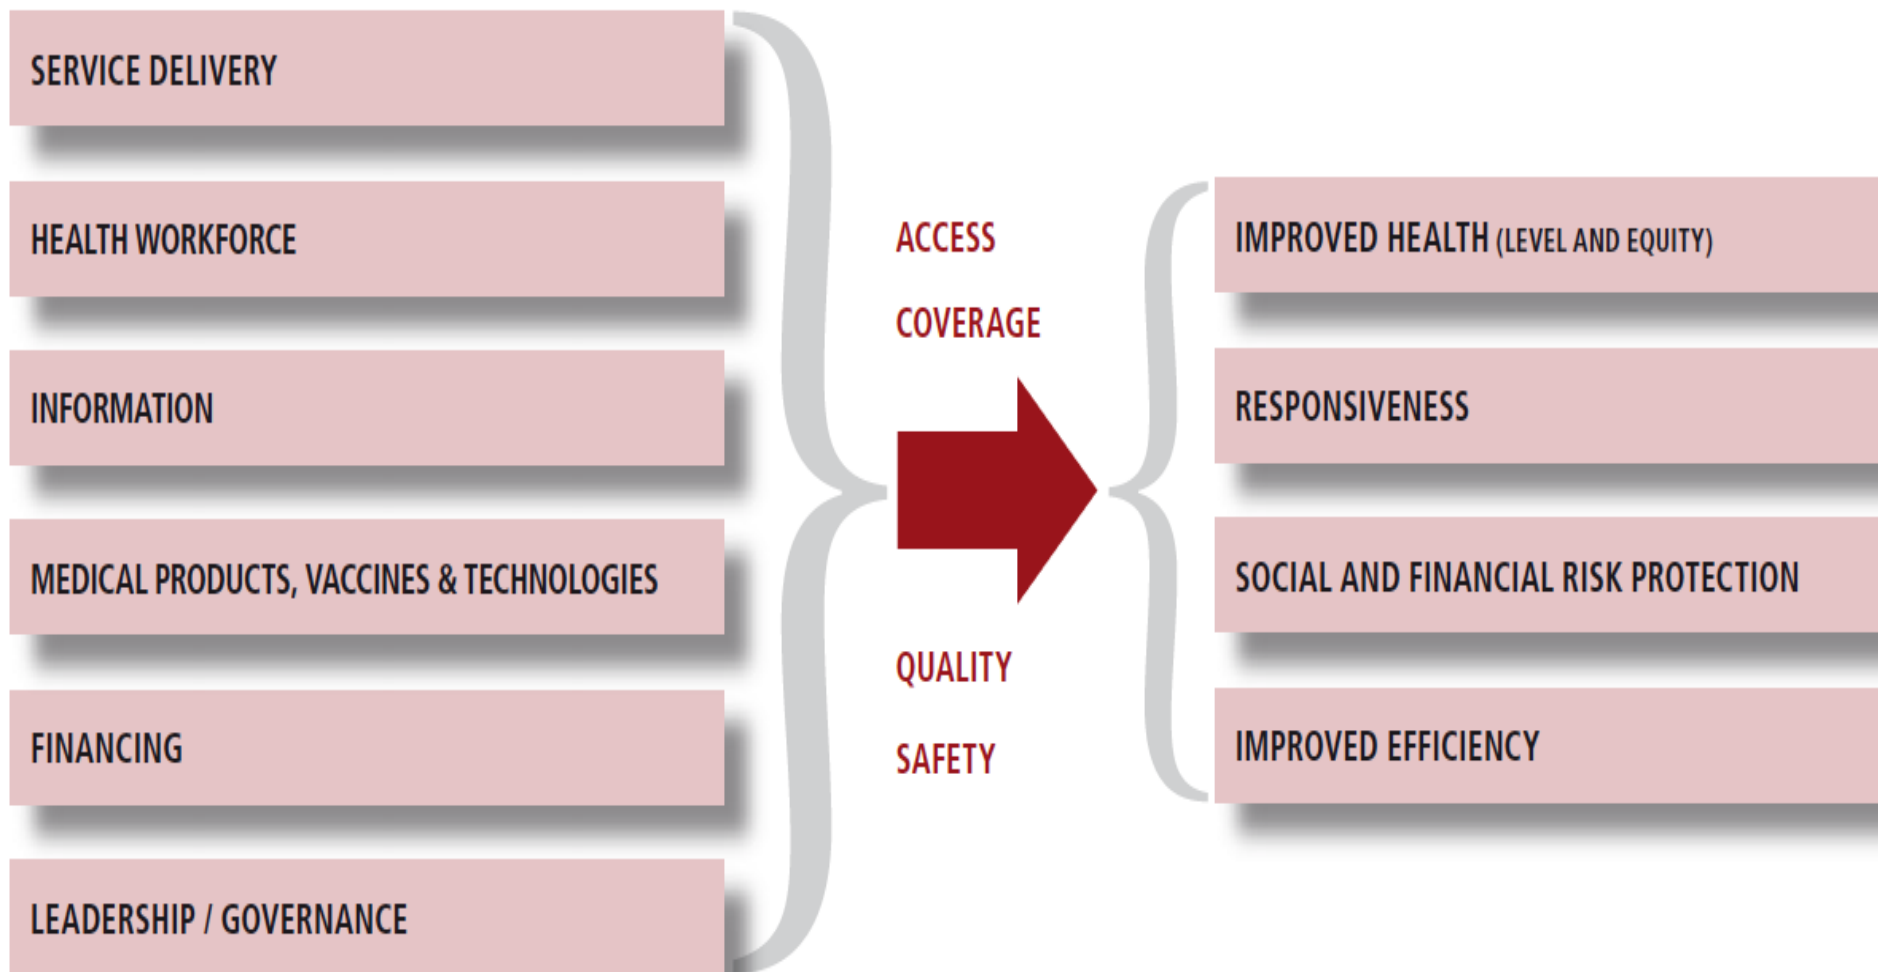 SERVICE DELIVERY
HEALTH WORKFORCE
INFORMATION
MEDICAL PRODUCTS, VACCINES & TECHNOLOGIES
FINANCING
LEADERSHIP / GOVERNANCE
ACCESS
COVERAGE
QUALITY
SAFETY
IMPROVED HEALTH (LEVEL AND EQUITY)
RESPONSIVENESS
SOCIAL AND FINANCIAL RISK PROTECTION
IMPROVED EFFICIENCY